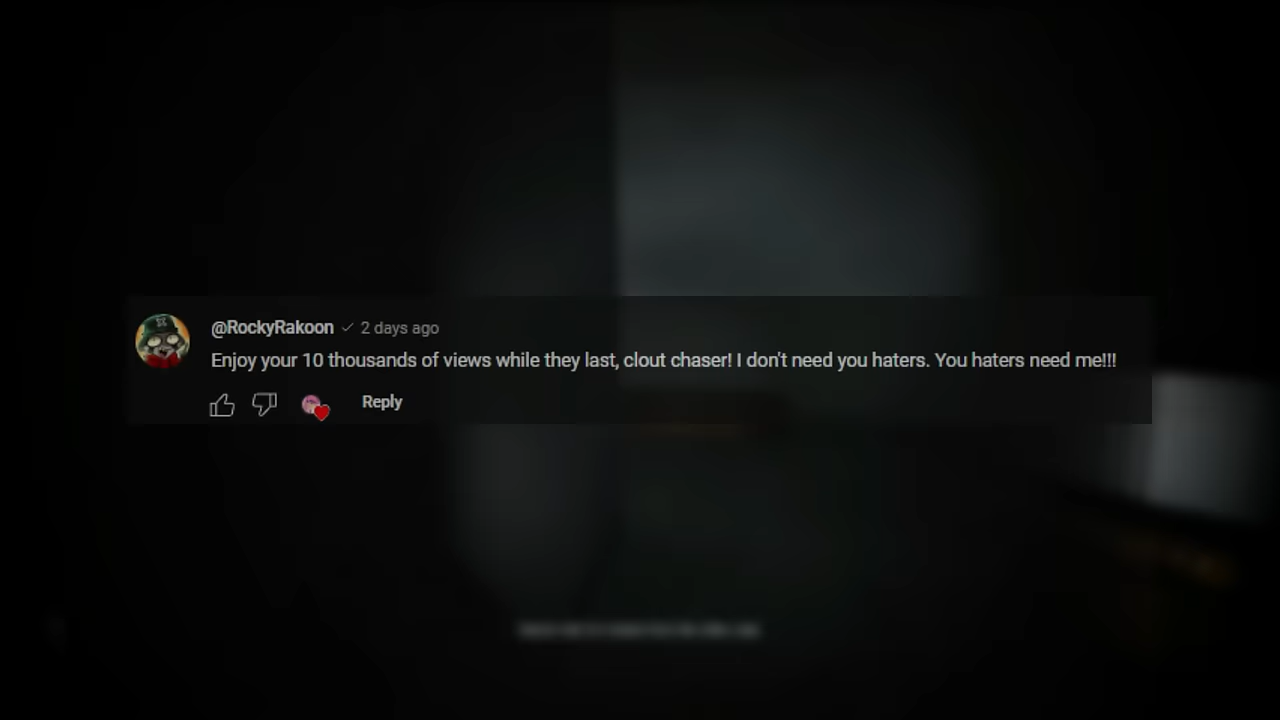 @RockyRakoon ✓ 2 days ago
Enjoy your 10 thousands of views while they last, clout chaser! I don't need you haters. You haters need me!!!
Reply